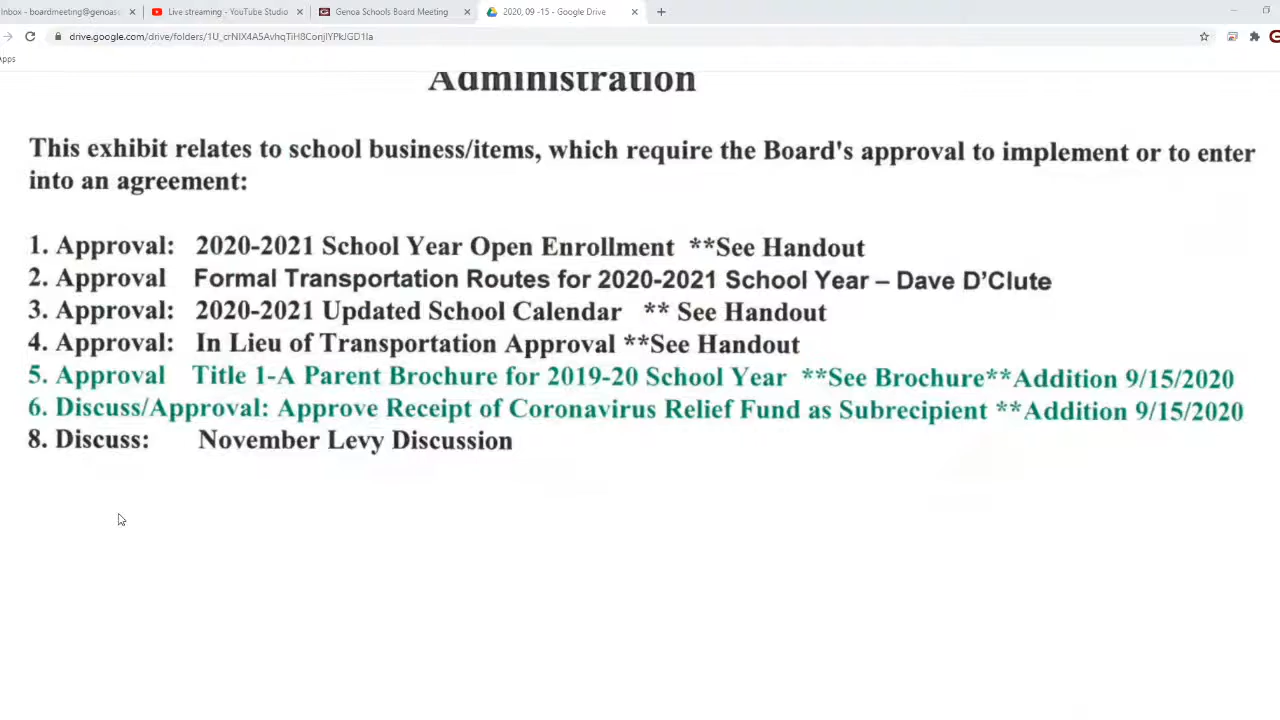 Inbox - boardmeeting@genoas
Live streaming - YouTube Studio
Genoa Schools Board Meeting
2020, 09 -15 - Google Drive
drive.google.com/drive/folders/
Apps
Administration
This exhibit relates to school business/items, which require the Board's approval to implement or to enter
into an agreement:
1. Approval: 2020-2021 School Year Open Enrollment **See Handout
2. Approval Formal Transportation Routes for 2020-2021 School Year – Dave D’Clute
3. Approval: 2020-2021 Updated School Calendar ** See Handout
4. Approval: In Lieu of Transportation Approval **See Handout
5. Approval Title 1-A Parent Brochure for 2019-20 School Year **See Brochure**Addition 9/15/2020
6. Discuss/Approval: Approve Receipt of Coronavirus Relief Fund as Subrecipient **Addition 9/15/2020
8. Discuss: November Levy Discussion